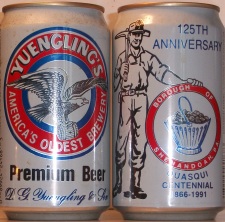 YUENGLING'S
AMERICA'S OLDEST BREWERY
Premium Beer
D. G. Yuengling & Son
125TH
ANNIVERSARY
BOROUGH OF
SHENANDOAH, PA
QUASQUI
CENTENNIAL
1866-1991